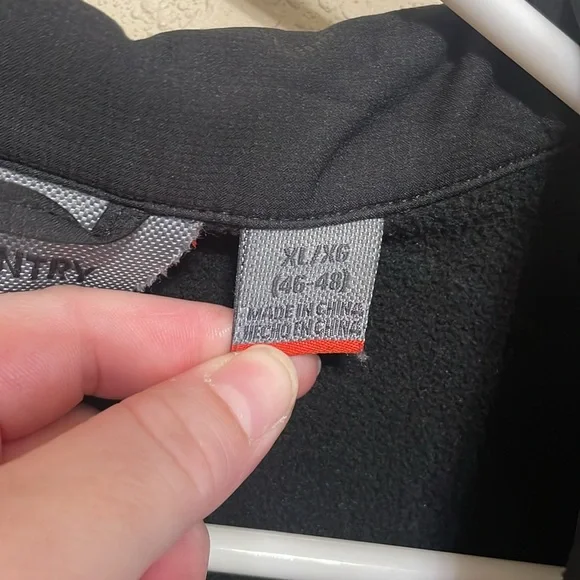 NTRY
XL/XG
(46-48)
MADE IN CHINA
HECHO EN CHINA